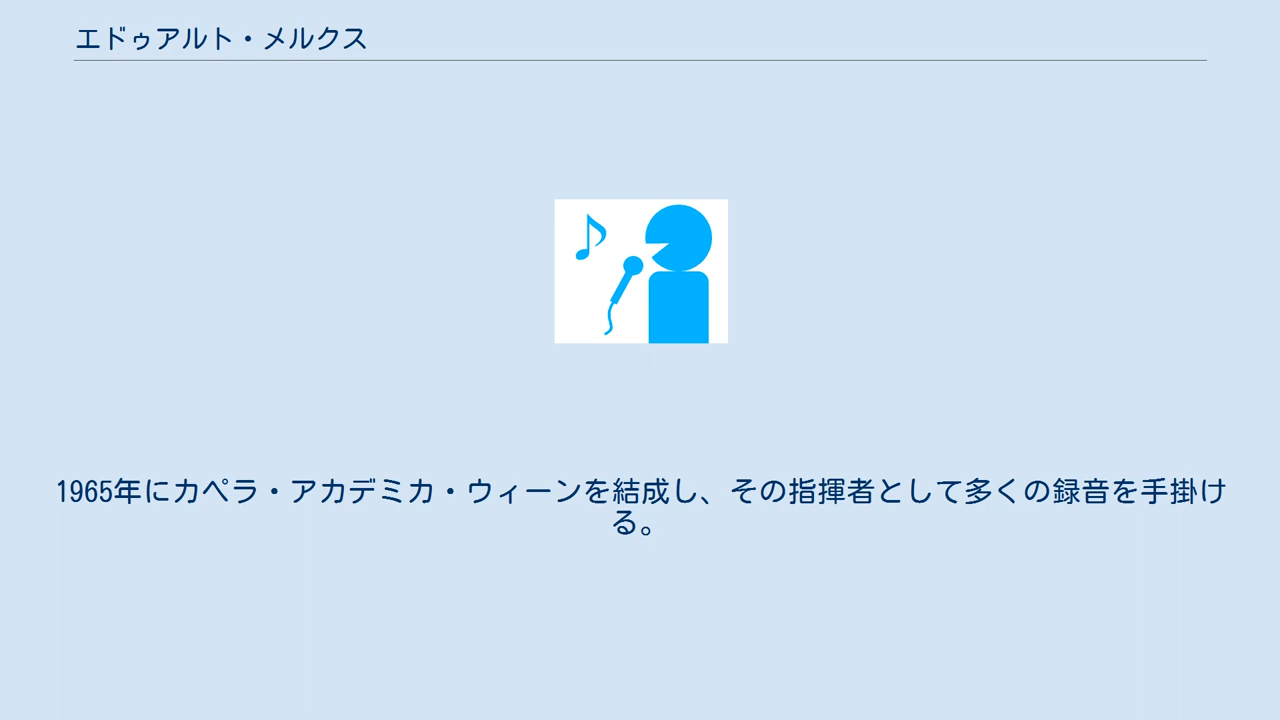 エドゥアルト・メルクス
1965年にカペラ・アカデミカ・ウィーンを結成し、その指揮者として多くの録音を手掛け
る。